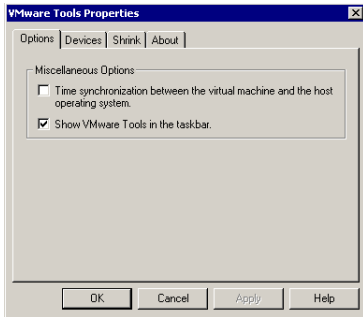 VMware Tools Properties
Options Devices Shrink About
Miscellaneous Options
Time synchronization between the virtual machine and the host
operating system.
Show VMware Tools in the taskbar.
OK Cancel Apply Help